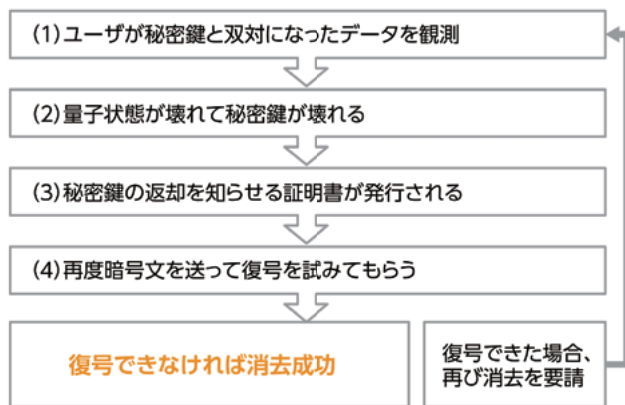 (1)ユーザが秘密鍵と双対になったデータを観測
(2)量子状態が壊れて秘密鍵が壊れる
(3)秘密鍵の返却を知らせる証明書が発行される
(4)再度暗号文を送って復号を試みてもらう
復号できなければ消去成功
復号できた場合、
再び消去を要請